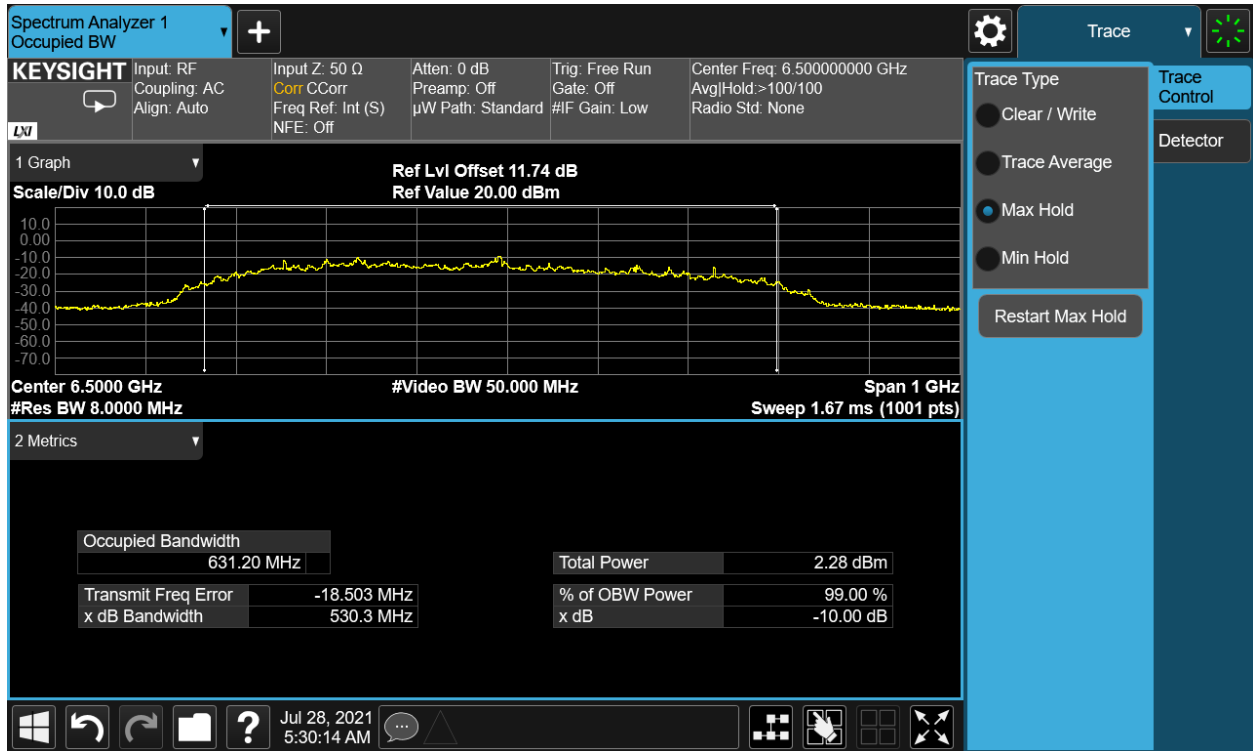 Spectrum Analyzer 1
Occupied BW
+
Trace
KEYSIGHT
LXI
Input: RF
Coupling: AC
Align: Auto
Input Z: 50 Ω
Corr CCorr
Freq Ref: Int (S)
NFE: Off
Atten: 0 dB
Preamp: Off
µW Path: Standard
Trig: Free Run
Gate: Off
#IF Gain: Low
Center Freq: 6.500000000 GHz
Avg|Hold:>100/100
Radio Std: None
1 Graph
Scale/Div 10.0 dB
Ref Lvl Offset 11.74 dB
Ref Value 20.00 dBm
10.0
0.00
-10.0
-20.0
-30.0
-40.0
-50.0
-60.0
-70.0
Center 6.5000 GHz
#Video BW 50.000 MHz
Span 1 GHz
#Res BW 8.0000 MHz
Sweep 1.67 ms (1001 pts)
2 Metrics
Occupied Bandwidth
631.20 MHz
Total Power 2.28 dBm
Transmit Freq Error -18.503 MHz
% of OBW Power 99.00 %
x dB Bandwidth 530.3 MHz
x dB -10.00 dB
Trace Type
Clear / Write
Trace Average
Max Hold
Min Hold
Restart Max Hold
Trace
Control
Detector
?
Jul 28, 2021
5:30:14 AM